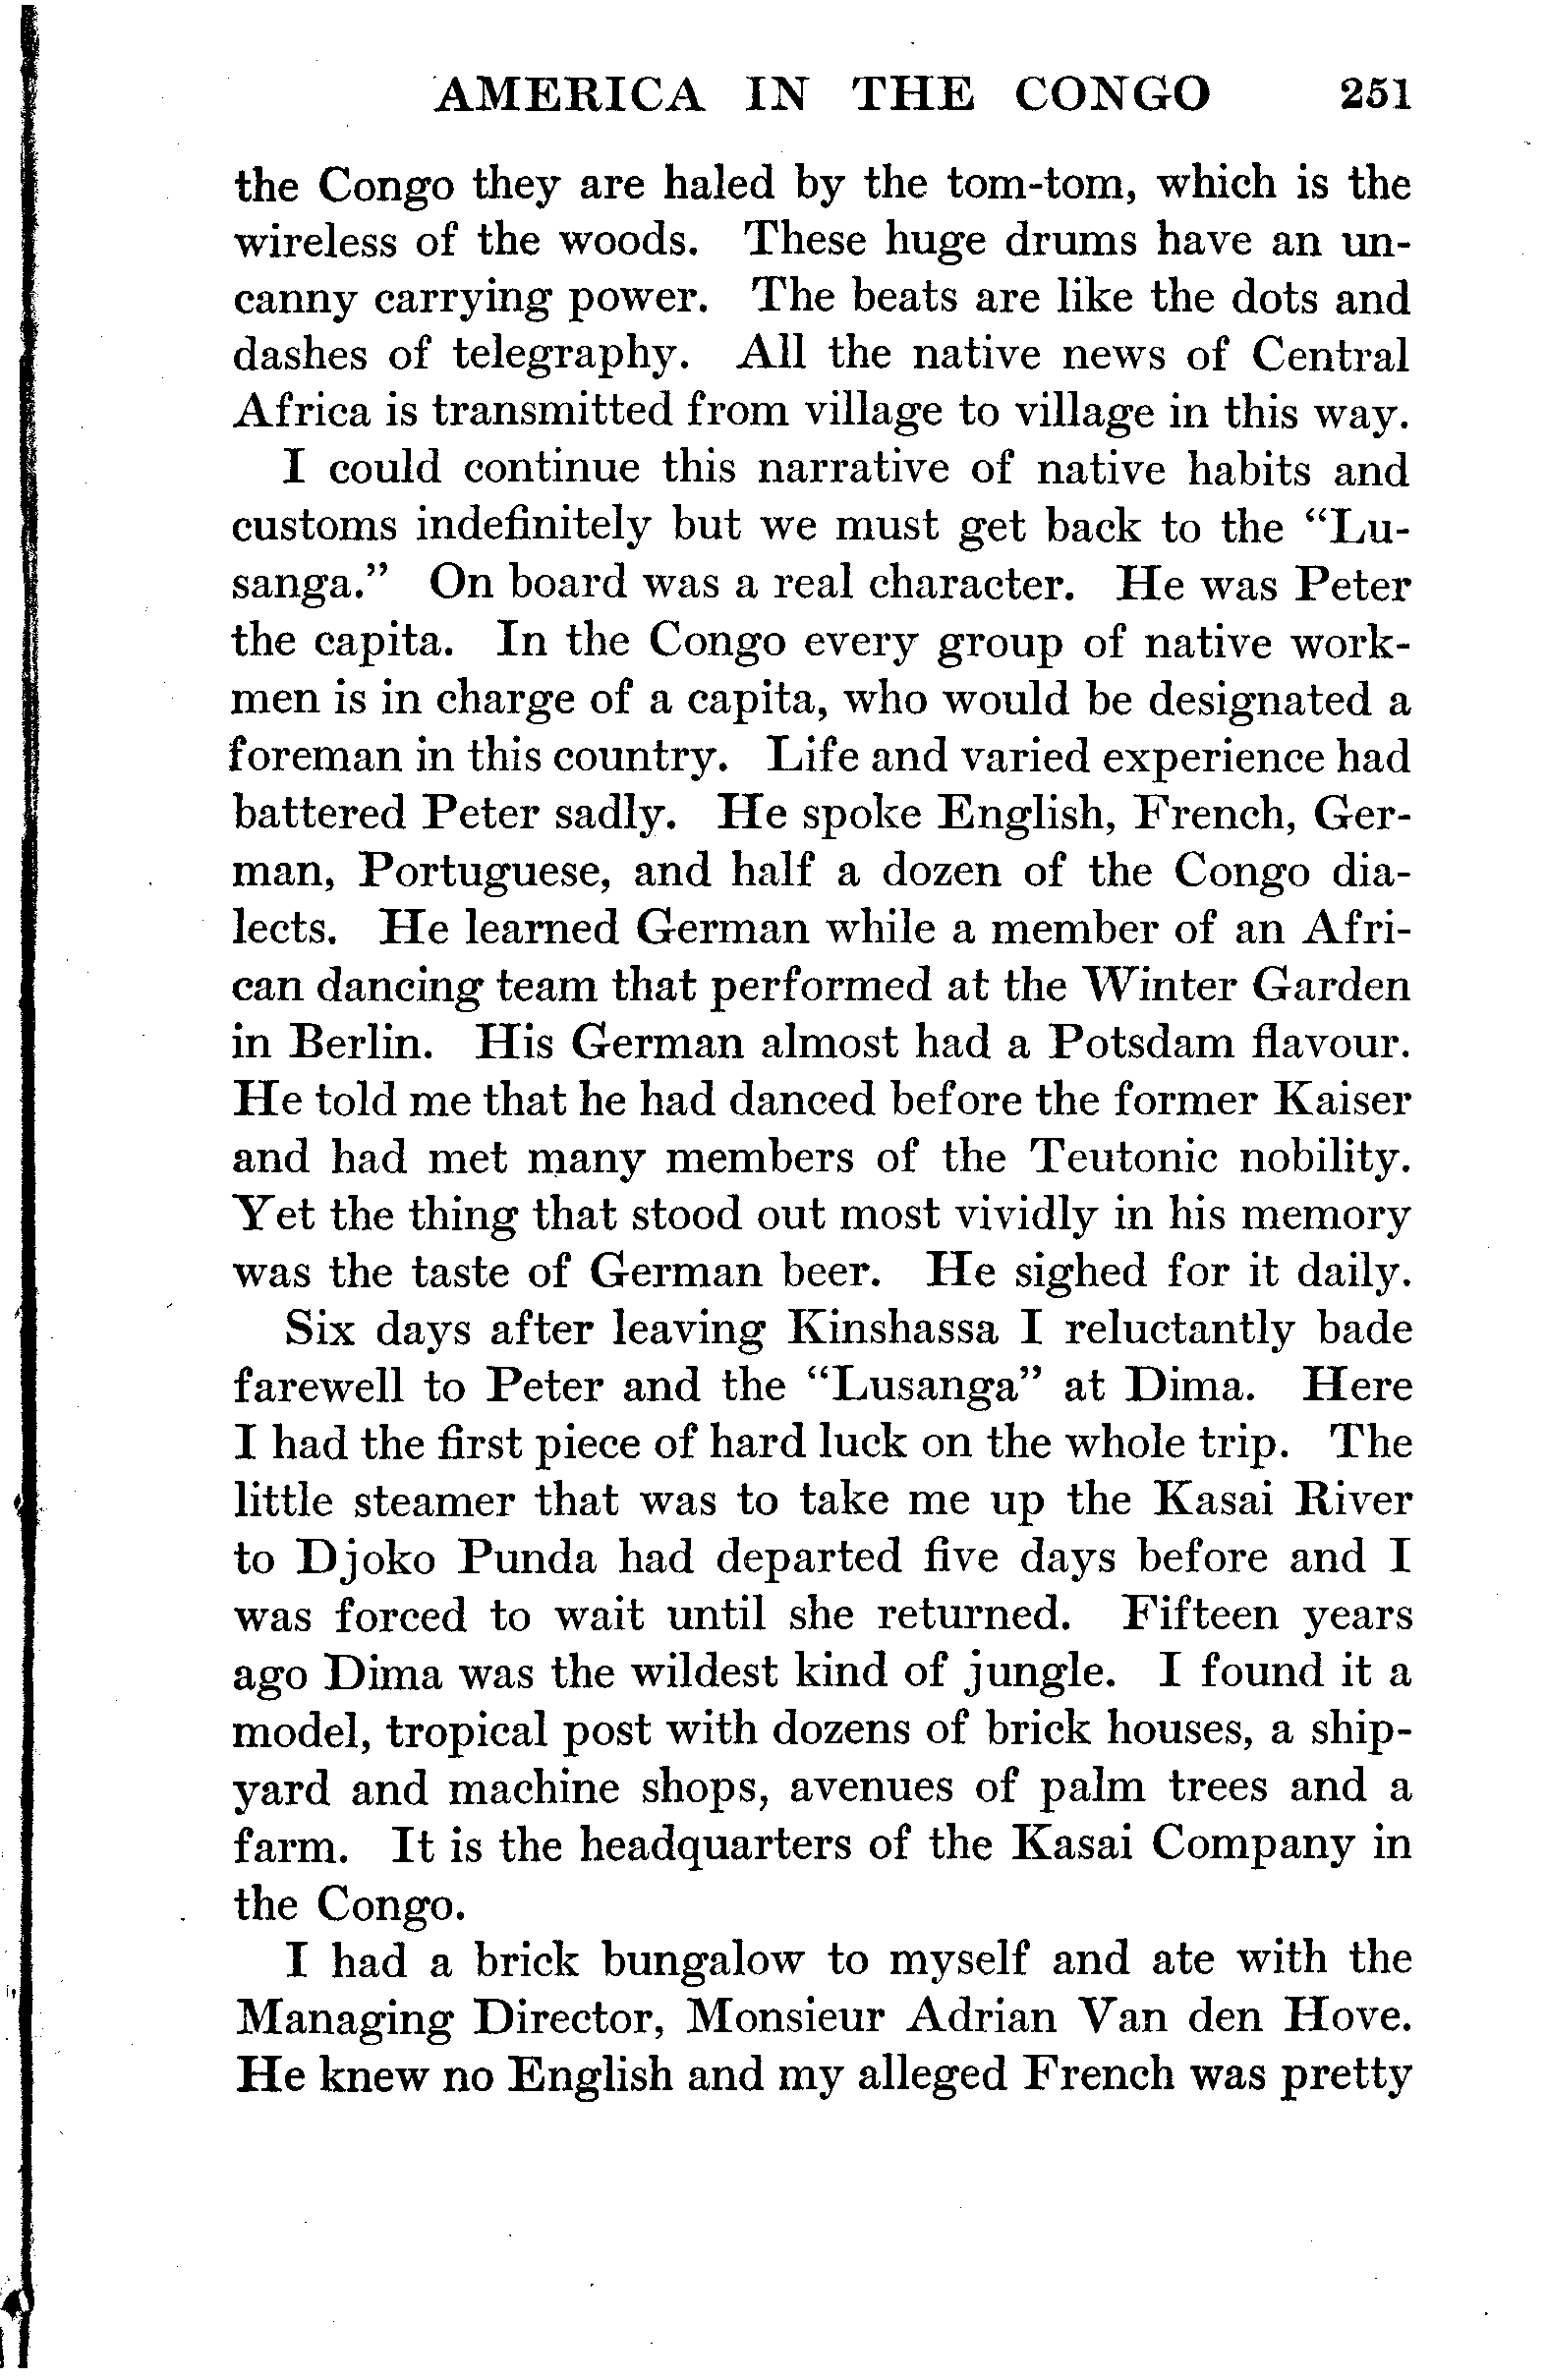 AMERICA IN THE CONGO 251
the Congo they are haled by the tom-tom, which is the
wireless of the woods. These huge drums have an un-
canny carrying power. The beats are like the dots and
dashes of telegraphy. All the native news of Central
Africa is transmitted from village to village in this way.
I could continue this narrative of native habits and
customs indefinitely but we must get back to the “Lu-
sanga.” On board was a real character. He was Peter
the capita. In the Congo every group of native work-
men is in charge of a capita, who would be designated a
foreman in this country. Life and varied experience had
battered Peter sadly. He spoke English, French, Ger-
man, Portuguese, and half a dozen of the Congo dia-
lects. He learned German while a member of an Afri-
can dancing team that performed at the Winter Garden
in Berlin. His German almost had a Potsdam flavour.
He told me that he had danced before the former Kaiser
and had met many members of the Teutonic nobility.
Yet the thing that stood out most vividly in his memory
was the taste of German beer. He sighed for it daily.
Six days after leaving Kinshassa I reluctantly bade
farewell to Peter and the “Lusanga” at Dima. Here
I had the first piece of hard luck on the whole trip. The
little steamer that was to take me up the Kasai River
to Djoko Punda had departed five days before and I
was forced to wait until she returned. Fifteen years
ago Dima was the wildest kind of jungle. I found it a
model, tropical post with dozens of brick houses, a ship-
yard and machine shops, avenues of palm trees and a
farm. It is the headquarters of the Kasai Company in
the Congo.
I had a brick bungalow to myself and ate with the
Managing Director, Monsieur Adrian Van den Hove.
He knew no English and my alleged French was pretty